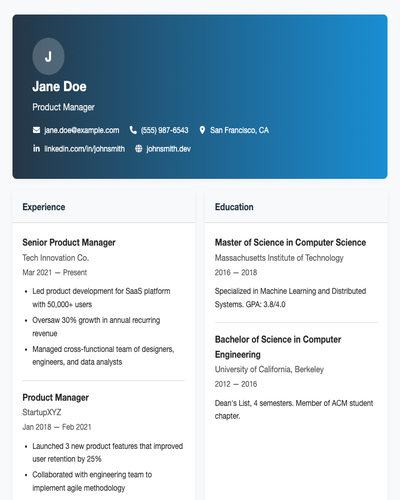 J
Jane Doe
Product Manager
jane.doe@example.com (555) 987-6543 San Francisco, CA
linkedin.com/in/johnsmith johnsmith.dev
Experience
Senior Product Manager
Tech Innovation Co.
Mar 2021 — Present
• Led product development for SaaS platform
with 50,000+ users
• Oversaw 30% growth in annual recurring
revenue
• Managed cross-functional team of designers,
engineers, and data analysts
Product Manager
StartupXYZ
Jan 2018 — Feb 2021
• Launched 3 new product features that improved
user retention by 25%
• Collaborated with engineering team to
implement agile methodology
Education
Master of Science in Computer Science
Massachusetts Institute of Technology
2016 — 2018
Specialized in Machine Learning and Distributed
Systems. GPA: 3.8/4.0
Bachelor of Science in Computer
Engineering
University of California, Berkeley
2012 — 2016
Dean's List, 4 semesters. Member of ACM student
chapter.